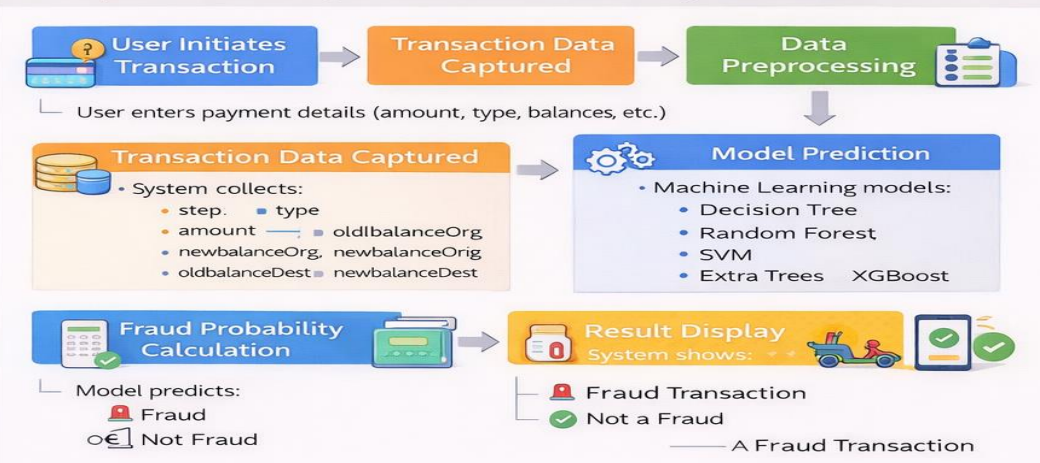 User Initiates
Transaction
Transaction Data
Captured
Data
Preprocessing
User enters payment details (amount, type, balances, etc.)
Transaction Data Captured
• System collects:
• step. ▪ type
• amount — ▪ oldlbalanceOrg
• newbalanceOrg, newbalanceOrig
• oldbalanceDest ▪ newbalanceDest
Model Prediction
• Machine Learning models:
• Decision Tree
• Random Forest
• SVM
• Extra Trees XGBoost
Fraud Probability
Calculation
Model predicts:
Fraud
Not Fraud
Result Display
System shows:
Fraud Transaction
Not a Fraud
A Fraud Transaction